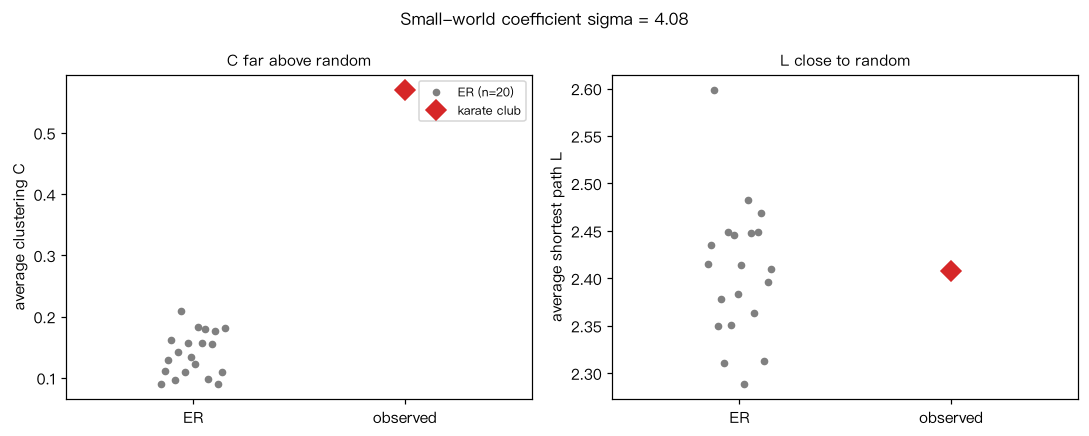 Small-world coefficient sigma = 4.08
C far above random
average clustering C
0.5
0.4
0.3
0.2
0.1
ER (n=20)
karate club
ER
observed
L close to random
average shortest path L
2.60
2.55
2.50
2.45
2.40
2.35
2.30
ER
observed